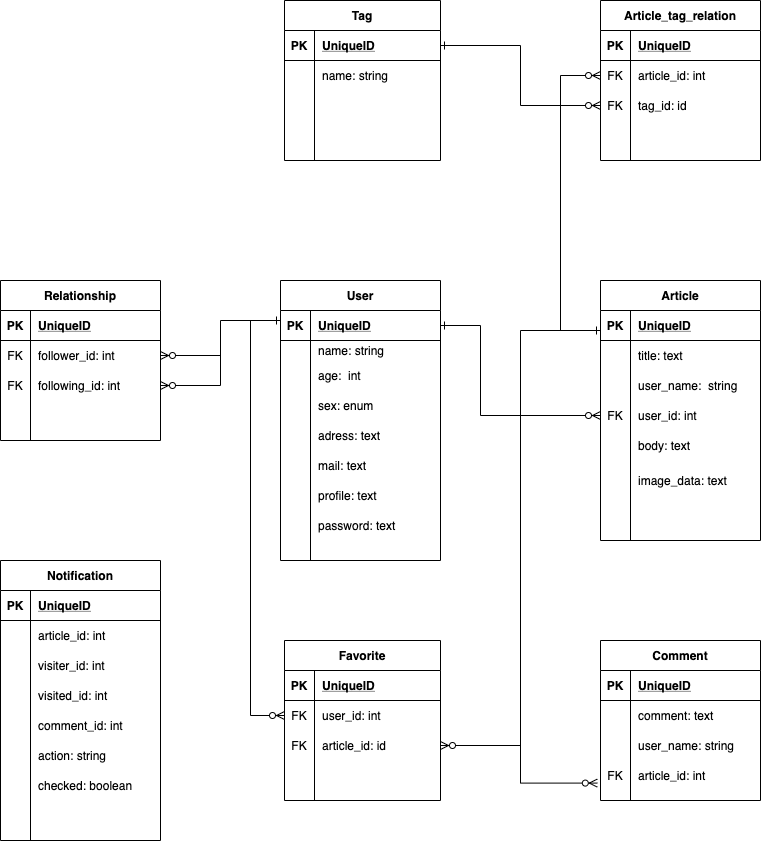 Tag
PK UniqueID
name: string
Article_tag_relation
PK UniqueID
FK article_id: int
FK tag_id: id
Relationship
PK UniqueID
FK follower_id: int
FK following_id: int
User
PK UniqueID
name: string
age:  int
sex: enum
adress: text
mail: text
profile: text
password: text
Article
PK UniqueID
title: text
user_name:  string
FK user_id: int
body: text
image_data: text
Notification
PK UniqueID
article_id: int
visiter_id: int
visited_id: int
comment_id: int
action: string
checked: boolean
Favorite
PK UniqueID
FK user_id: int
FK article_id: id
Comment
PK UniqueID
comment: text
user_name: string
FK article_id: int